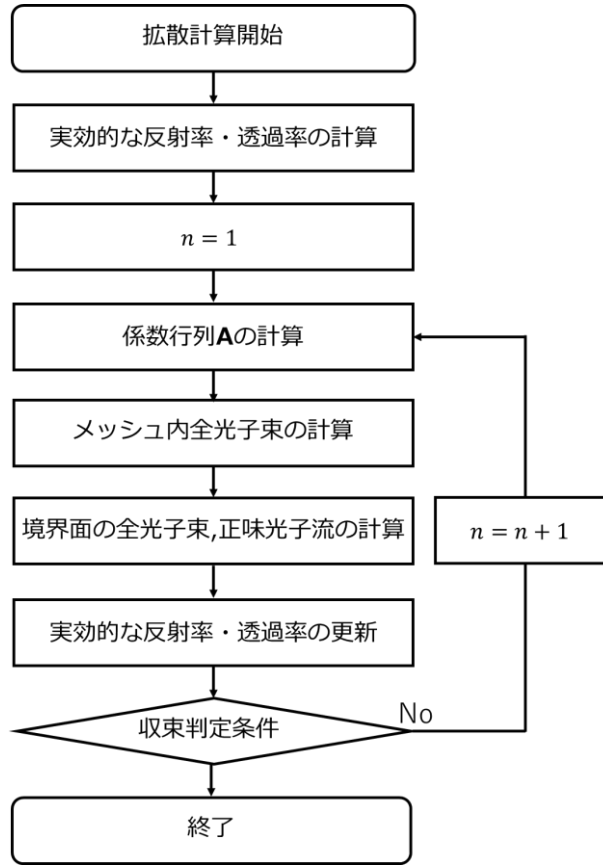 拡散計算開始
実効的な反射率・透過率の計算
n = 1
係数行列Aの計算
メッシュ内全光子束の計算
境界面の全光子束,正味光子流の計算
n = n + 1
実効的な反射率・透過率の更新
収束判定条件
No
終了